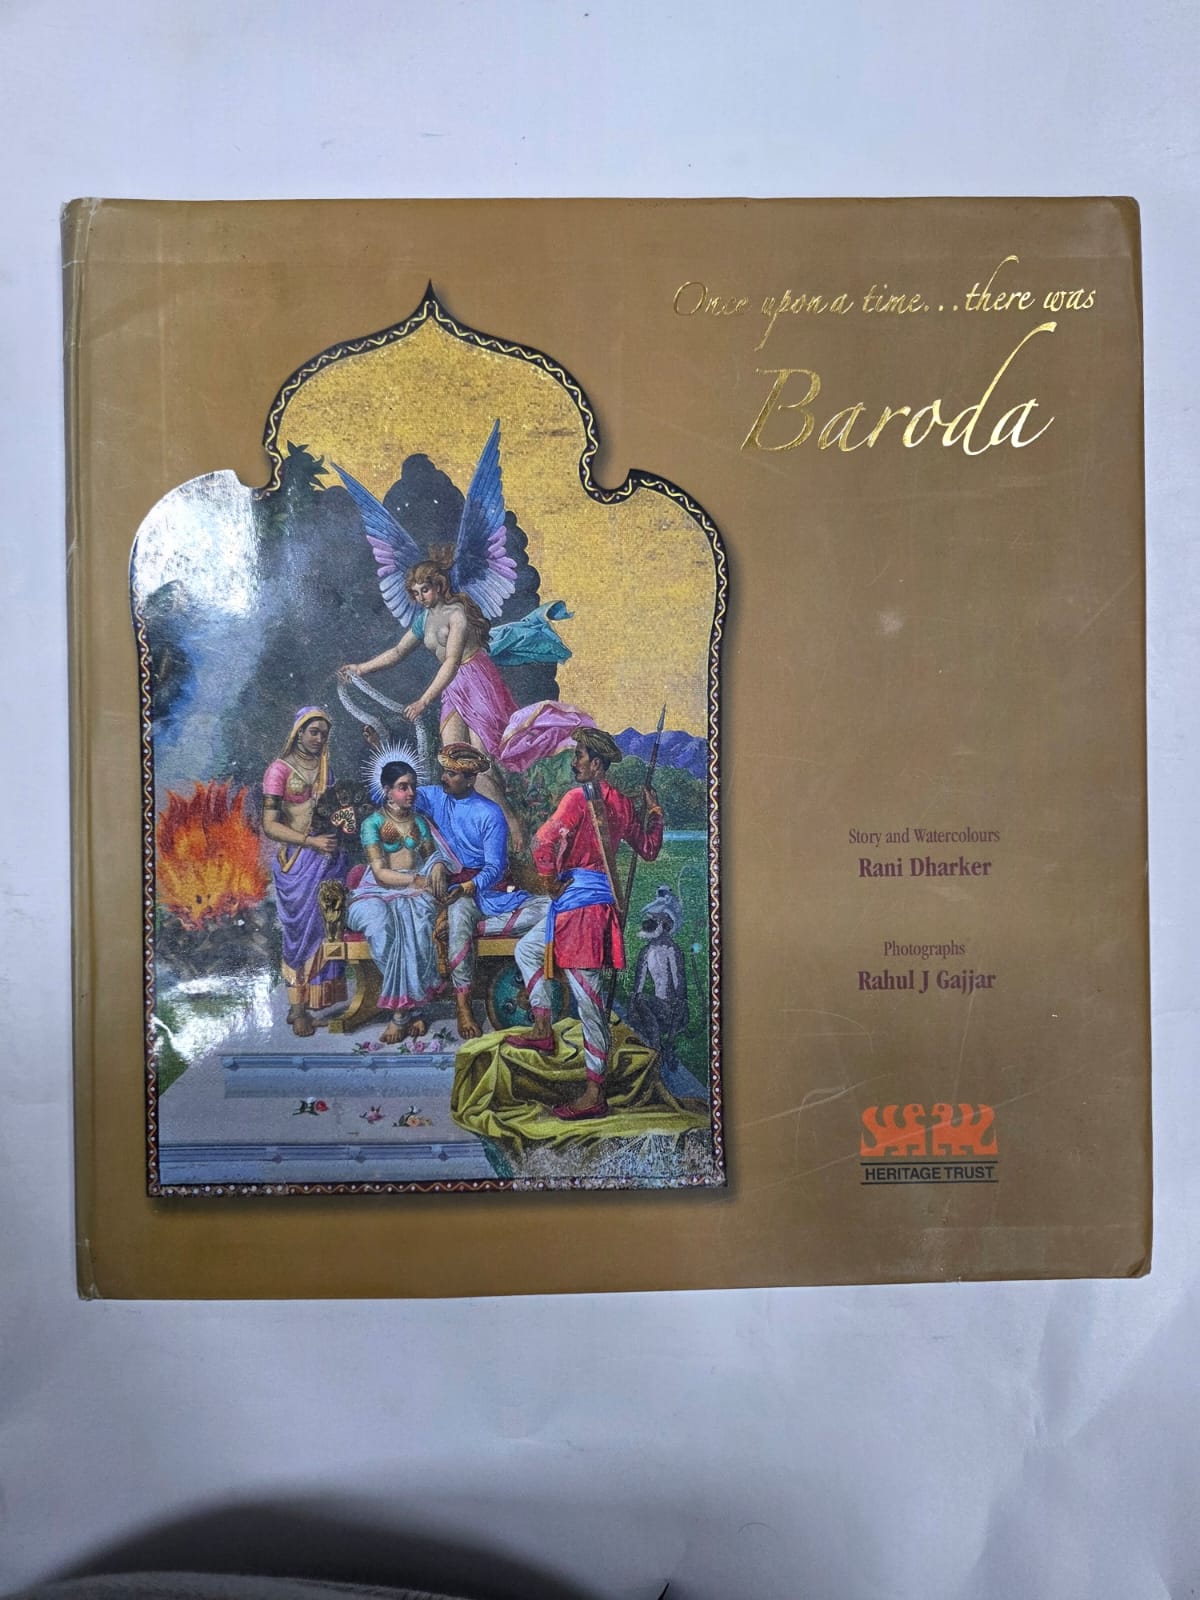 Once upon a time...there was
Baroda
Story and Watercolours
Rani Dharker
Photographs
Rahul J Gajjar
HERITAGE TRUST